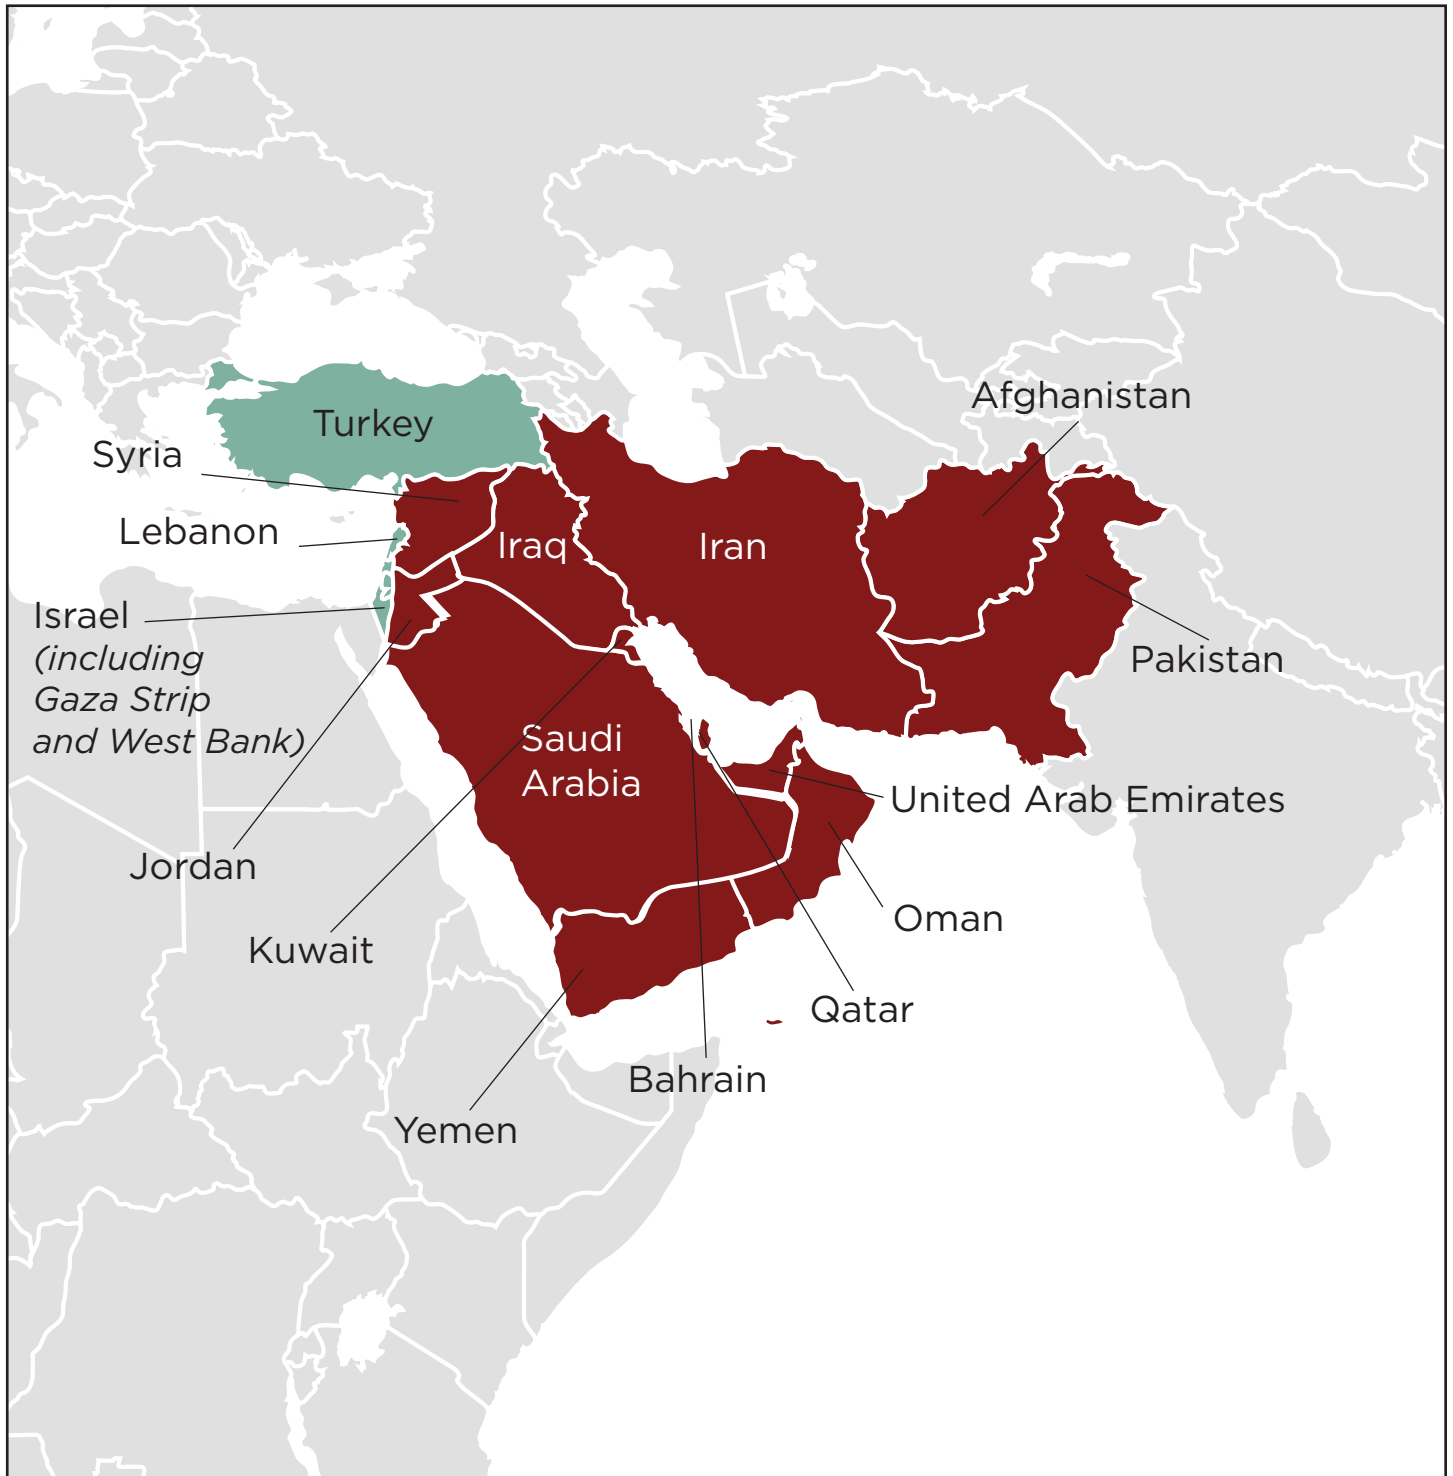 Afghanistan
Turkey
Syria
Lebanon
Iraq
Iran
Israel
(including
Gaza Strip
and West Bank)
Pakistan
Saudi
Arabia
United Arab Emirates
Jordan
Oman
Kuwait
Qatar
Bahrain
Yemen